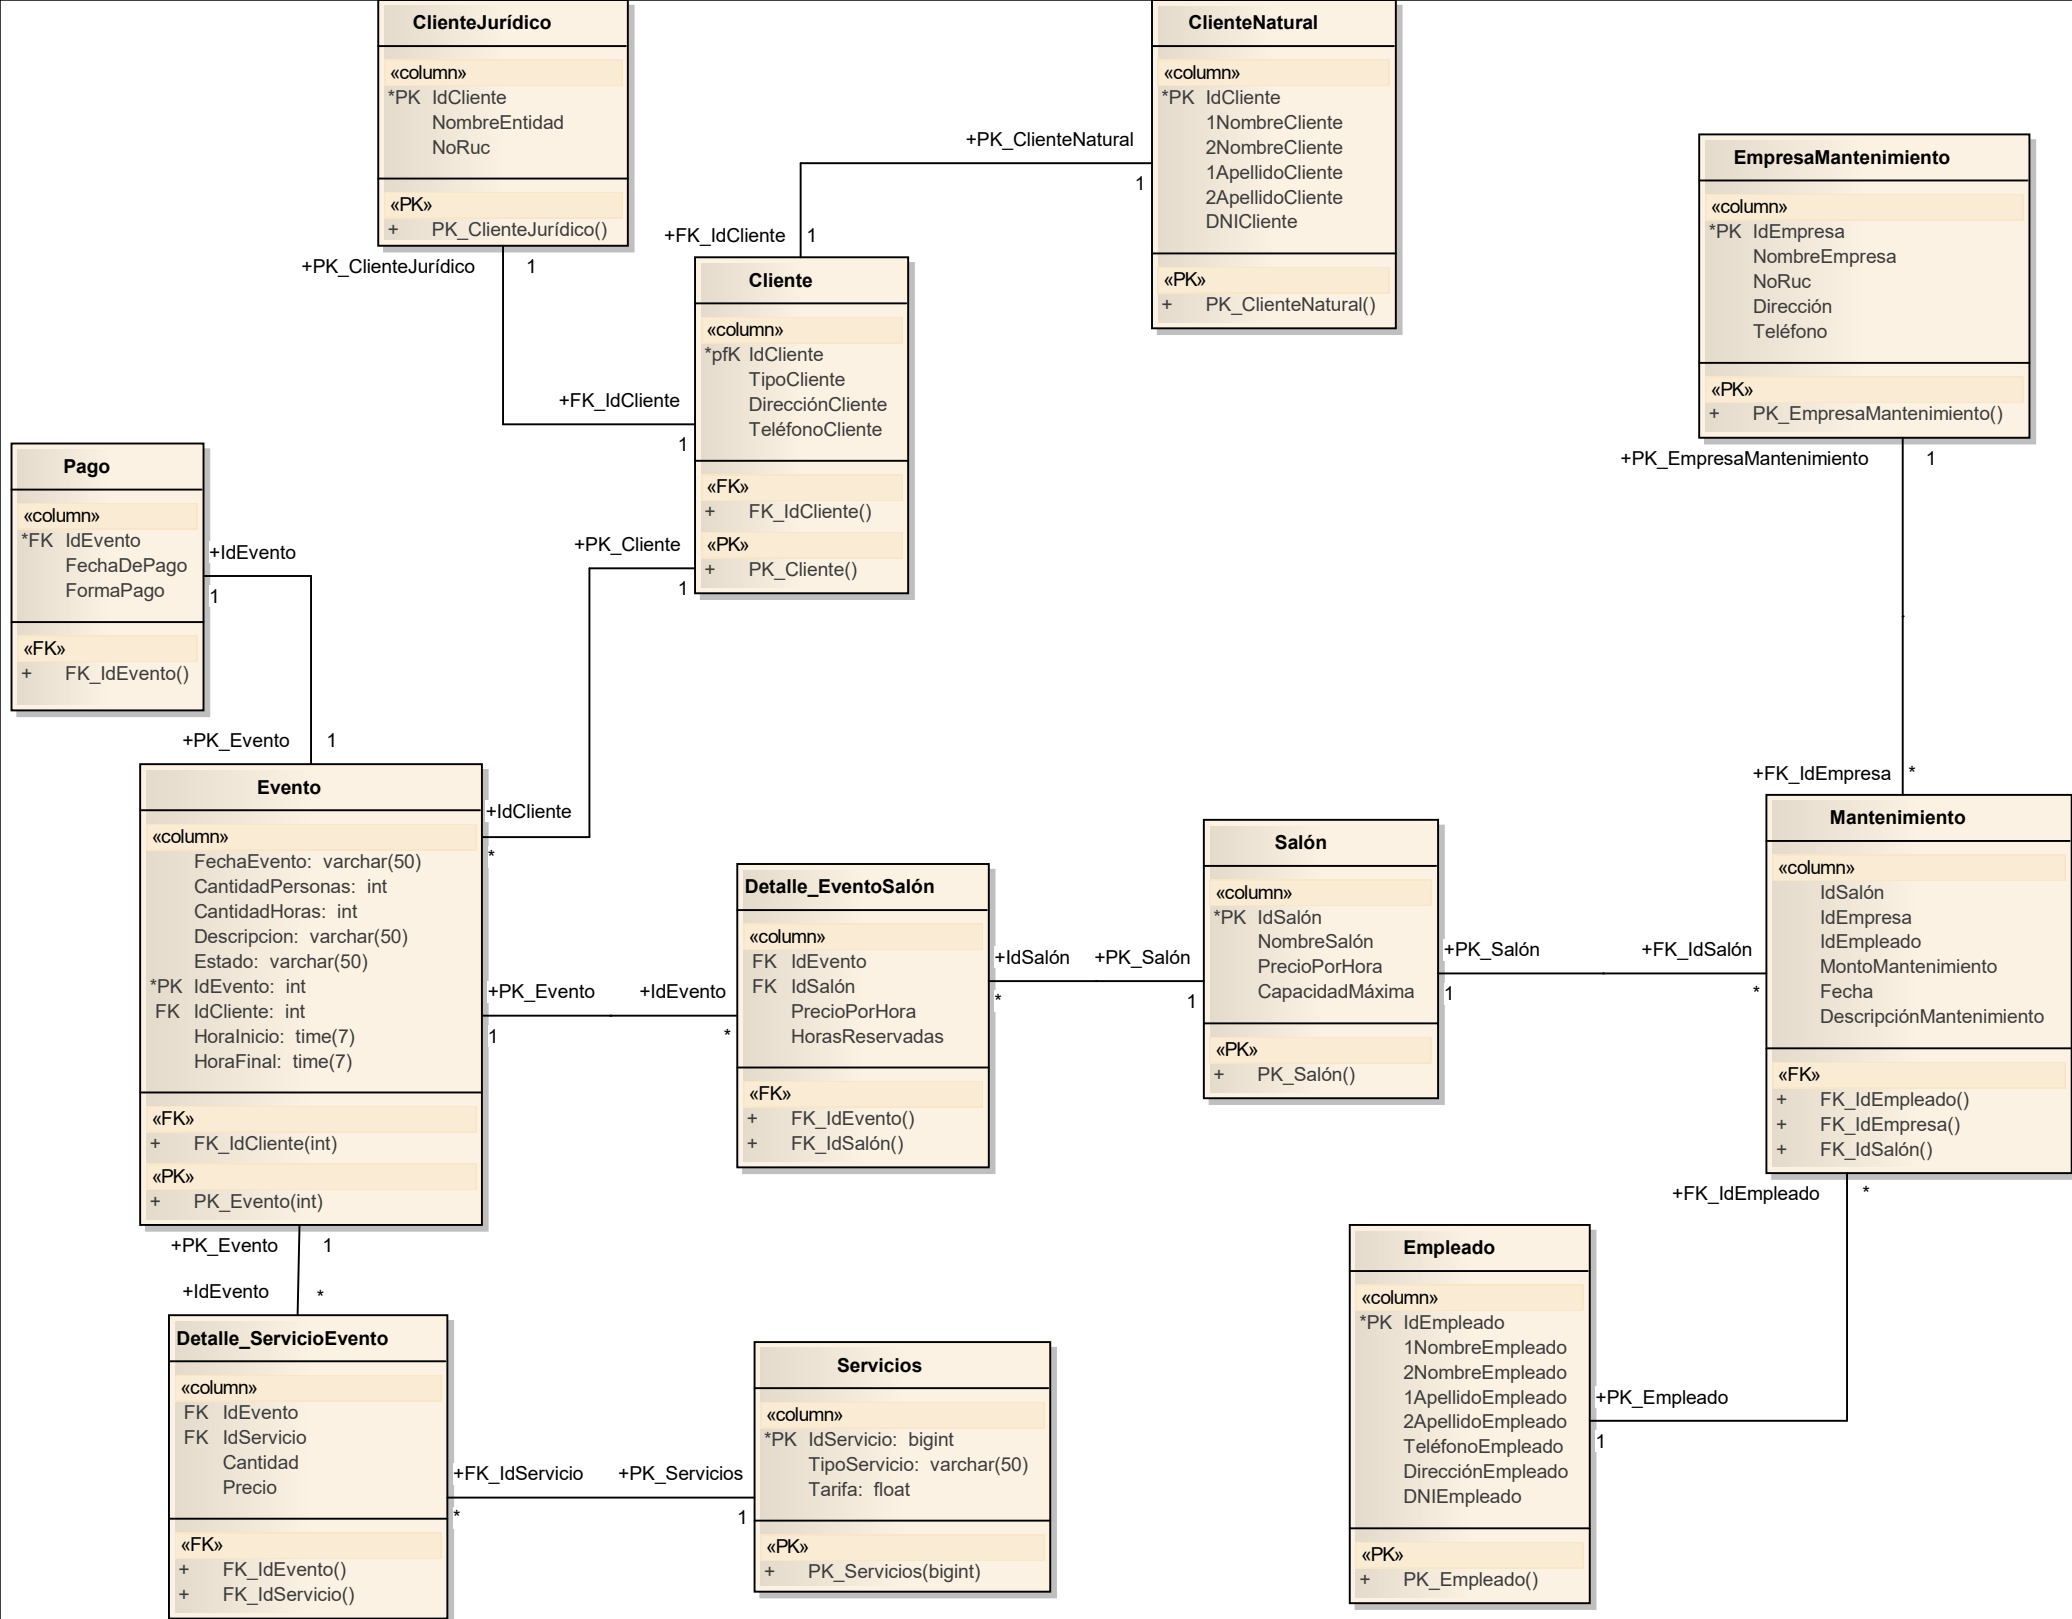 ClienteJurídico
«column»
*PK IdCliente
NombreEntidad
NoRuc
«PK»
+ PK_ClienteJurídico()
+PK_ClienteJurídico
1
+FK_IdCliente
1
ClienteNatural
«column»
*PK IdCliente
1NombreCliente
2NombreCliente
1ApellidoCliente
2ApellidoCliente
DNICliente
«PK»
+ PK_ClienteNatural()
+PK_ClienteNatural
1
+FK_IdCliente
1
Cliente
«column»
*pfK IdCliente
TipoCliente
DirecciónCliente
TeléfonoCliente
«FK»
+ FK_IdCliente()
«PK»
+ PK_Cliente()
+PK_Cliente
1
EmpresaMantenimiento
«column»
*PK IdEmpresa
NombreEmpresa
NoRuc
Dirección
Teléfono
«PK»
+ PK_EmpresaMantenimiento()
+PK_EmpresaMantenimiento
1
+FK_IdEmpresa
*
Pago
«column»
*FK IdEvento
FechaDePago
FormaPago
«FK»
+ FK_IdEvento()
+IdEvento
1
+PK_Evento
1
Evento
«column»
FechaEvento: varchar(50)
CantidadPersonas: int
CantidadHoras: int
Descripcion: varchar(50)
Estado: varchar(50)
*PK IdEvento: int
FK IdCliente: int
HoraInicio: time(7)
HoraFinal: time(7)
«FK»
+ FK_IdCliente(int)
«PK»
+ PK_Evento(int)
+IdCliente
*
+PK_Evento
1
+IdEvento
*
Detalle_EventoSalón
«column»
FK IdEvento
FK IdSalón
PrecioPorHora
HorasReservadas
«FK»
+ FK_IdEvento()
+ FK_IdSalón()
+IdSalón
*
+PK_Salón
1
Salón
«column»
*PK IdSalón
NombreSalón
PrecioPorHora
CapacidadMáxima
«PK»
+ PK_Salón()
+PK_Salón
1
+FK_IdSalón
*
Mantenimiento
«column»
IdSalón
IdEmpresa
IdEmpleado
MontoMantenimiento
Fecha
DescripciónMantenimiento
«FK»
+ FK_IdEmpleado()
+ FK_IdEmpresa()
+ FK_IdSalón()
+FK_IdEmpleado
*
+PK_Evento
1
+IdEvento
*
Detalle_ServicioEvento
«column»
FK IdEvento
FK IdServicio
Cantidad
Precio
«FK»
+ FK_IdEvento()
+ FK_IdServicio()
+FK_IdServicio
*
+PK_Servicios
1
Servicios
«column»
*PK IdServicio: bigint
TipoServicio: varchar(50)
Tarifa: float
«PK»
+ PK_Servicios(bigint)
Empleado
«column»
*PK IdEmpleado
1NombreEmpleado
2NombreEmpleado
1ApellidoEmpleado
2ApellidoEmpleado
TeléfonoEmpleado
DirecciónEmpleado
DNIEmpleado
«PK»
+ PK_Empleado()
+PK_Empleado
1